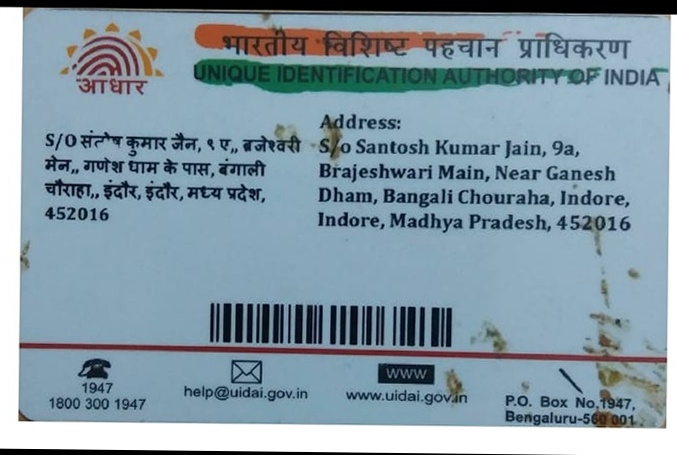 भारतीय विशिष्ट पहचान प्राधिकरण
UNIQUE IDENTIFICATION AUTHORITY OF INDIA
आधार
S/O संतोष कुमार जैन, ९ ए,, ब्रजेश्वरी
मेन,, गणेश धाम के पास, बंगाली
चौराहा,, इंदौर, इंदौर, मध्य प्रदेश,
452016
Address:
S/o Santosh Kumar Jain, 9a,
Brajeshwari Main, Near Ganesh
Dham, Bangali Chouraha, Indore,
Indore, Madhya Pradesh, 452016
1947
1800 300 1947
help@uidai.gov.in
WWW
www.uidai.gov.in
P.O. Box No.1947,
Bengaluru-560 001